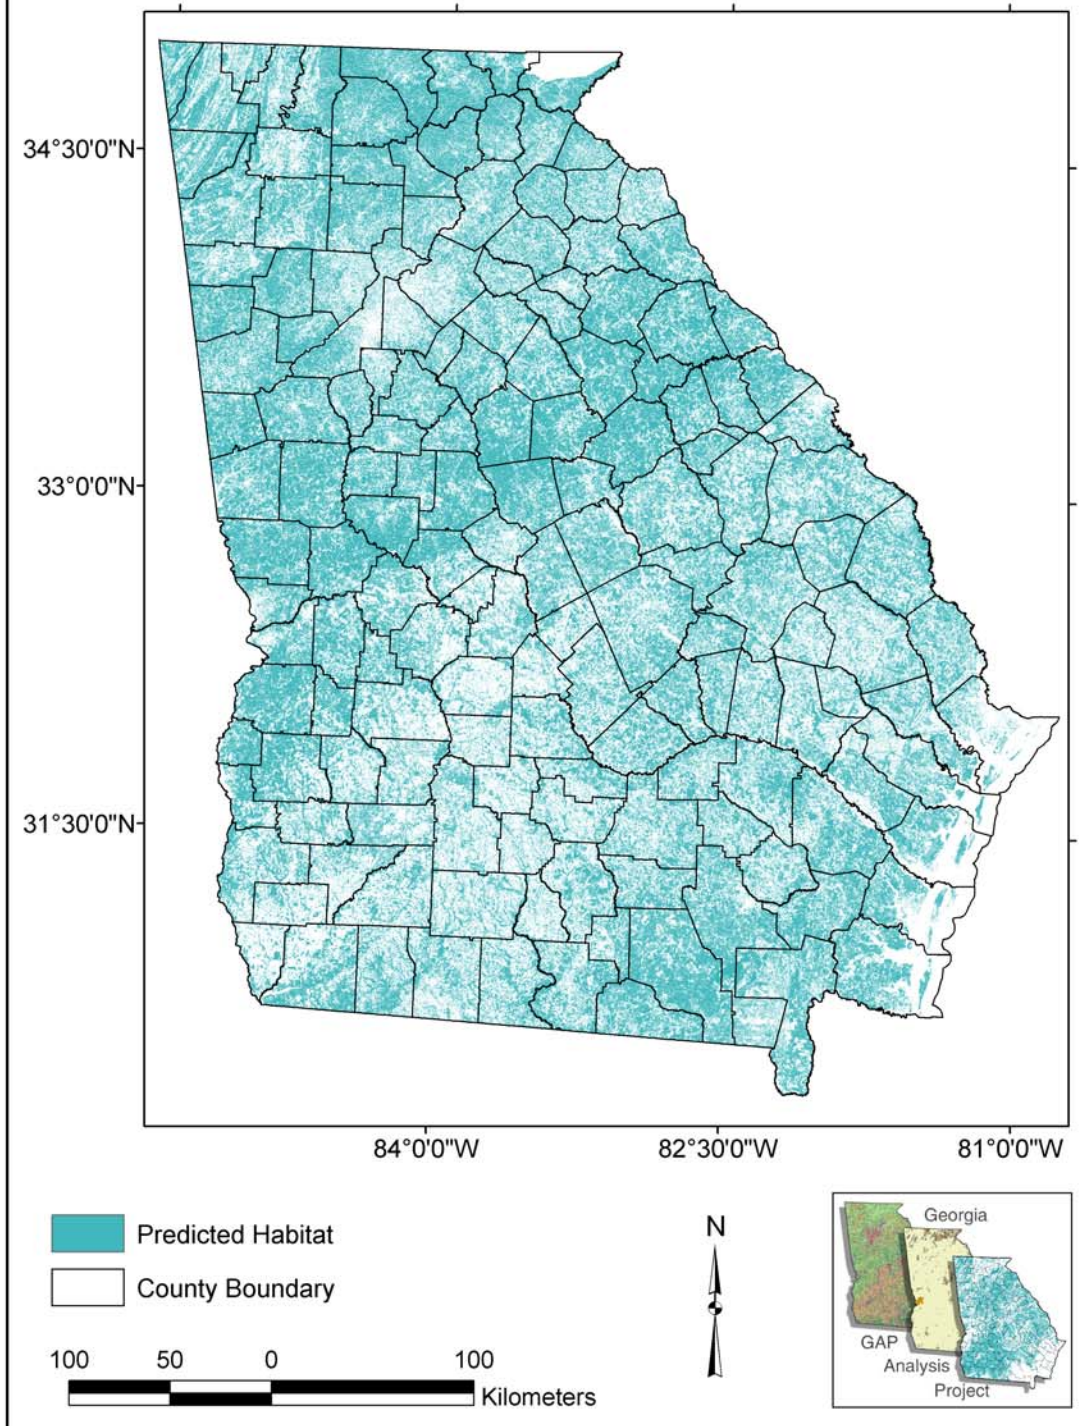 34°30'0"N
33°0'0"N
31°30'0"N
84°0'0"W 82°30'0"W 81°0'0"W
Predicted Habitat
County Boundary
100 50 0 100
Kilometers
N
Georgia
GAP
Analysis
Project